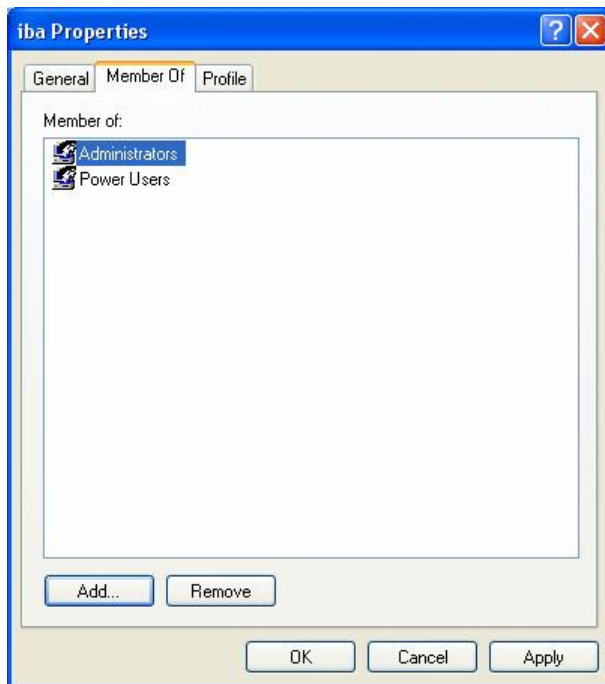 iba Properties
General Member Of Profile
Member of:
Administrators
Power Users
Add... Remove
OK Cancel Apply